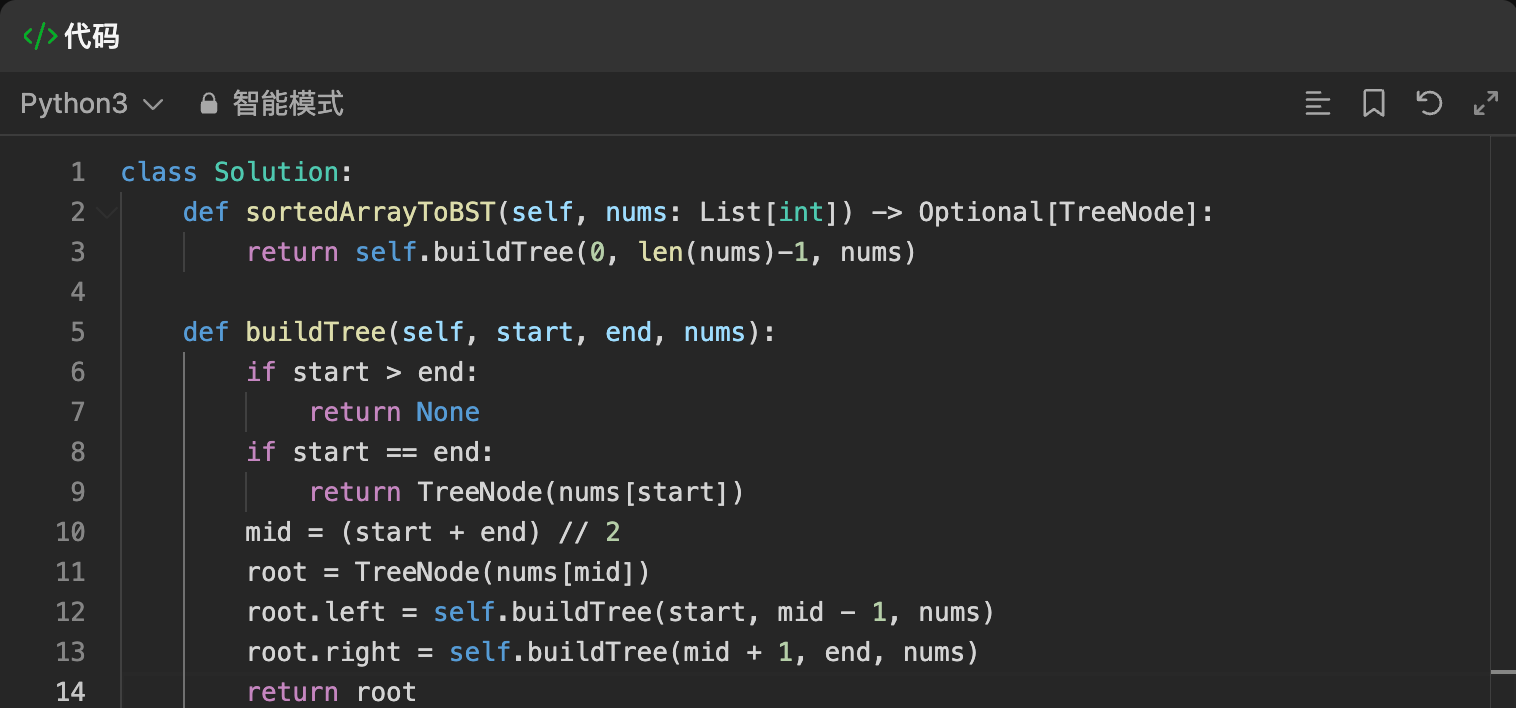 </> 代码
Python3 智能模式
1 class Solution:
2     def sortedArrayToBST(self, nums: List[int]) -> Optional[TreeNode]:
3         return self.buildTree(0, len(nums)-1, nums)
4
5     def buildTree(self, start, end, nums):
6         if start > end:
7             return None
8         if start == end:
9             return TreeNode(nums[start])
10         mid = (start + end) // 2
11         root = TreeNode(nums[mid])
12         root.left = self.buildTree(start, mid - 1, nums)
13         root.right = self.buildTree(mid + 1, end, nums)
14         return root